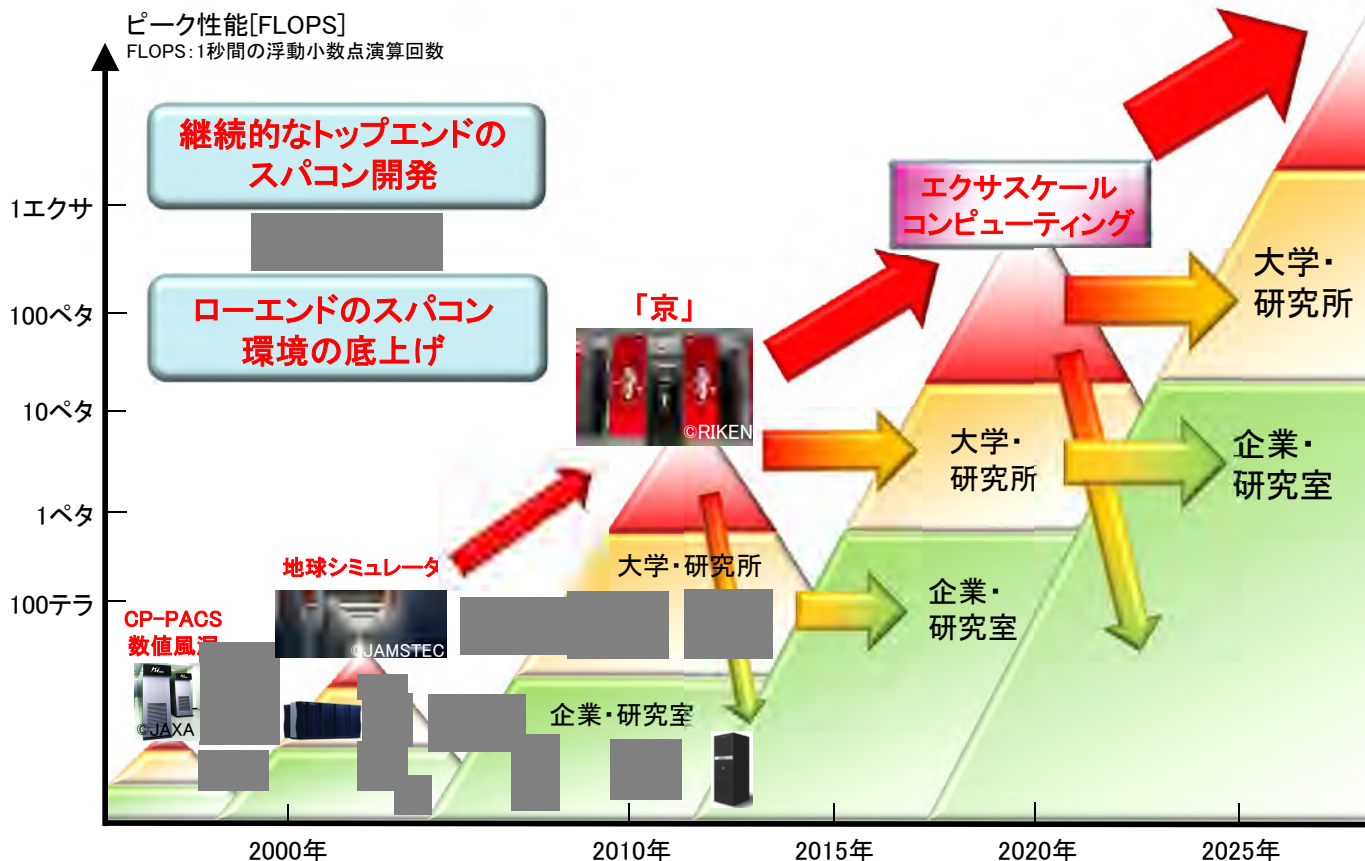 ピーク性能[FLOPS]
FLOPS:1秒間の浮動小数点演算回数
継続的なトップエンドの
スパコン開発
ローエンドのスパコン
環境の底上げ
1エクサ
100ペタ
10ペタ
1ペタ
100テラ
エクサスケール
コンピューティング
大学・
研究所
「京」
©RIKEN
大学・
研究所
企業・
研究室
地球シミュレータ
©JAMSTEC
大学・研究所
企業・
研究室
CP-PACS
数値風洞
©JAXA
企業・研究室
2000年
2010年
2015年
2020年
2025年